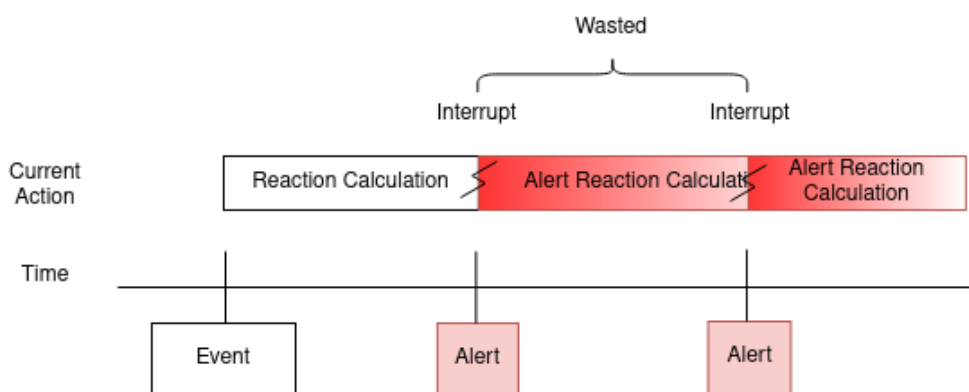 Wasted
Interrupt
Interrupt
Current
Action
Reaction Calculation
Alert Reaction Calculati
Alert Reaction
Calculation
Time
Event
Alert
Alert